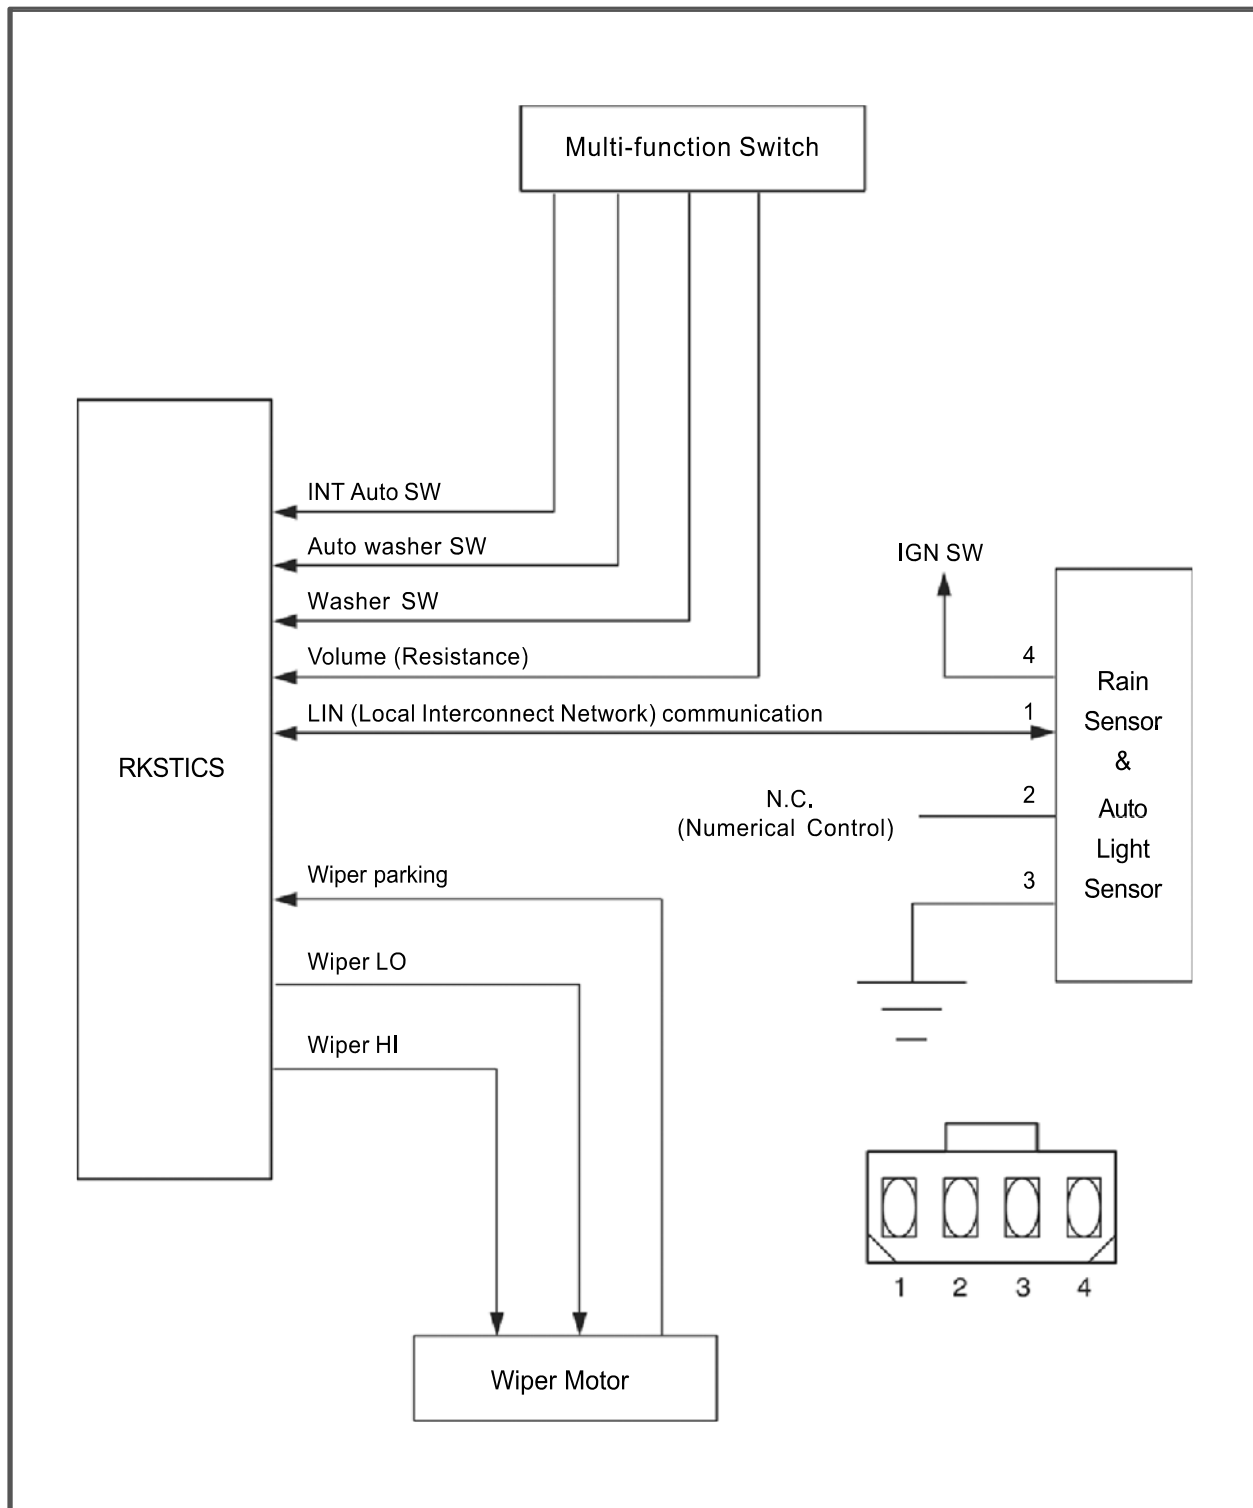 Multi-function Switch
INT Auto SW
Auto washer SW
Washer SW
Volume (Resistance)
LIN (Local Interconnect Network) communication
RKSTICS
Wiper parking
Wiper LO
Wiper HI
Wiper Motor
IGN SW
4
1
N.C.
(Numerical Control)
2
3
Rain
Sensor
&
Auto
Light
Sensor
1 2 3 4